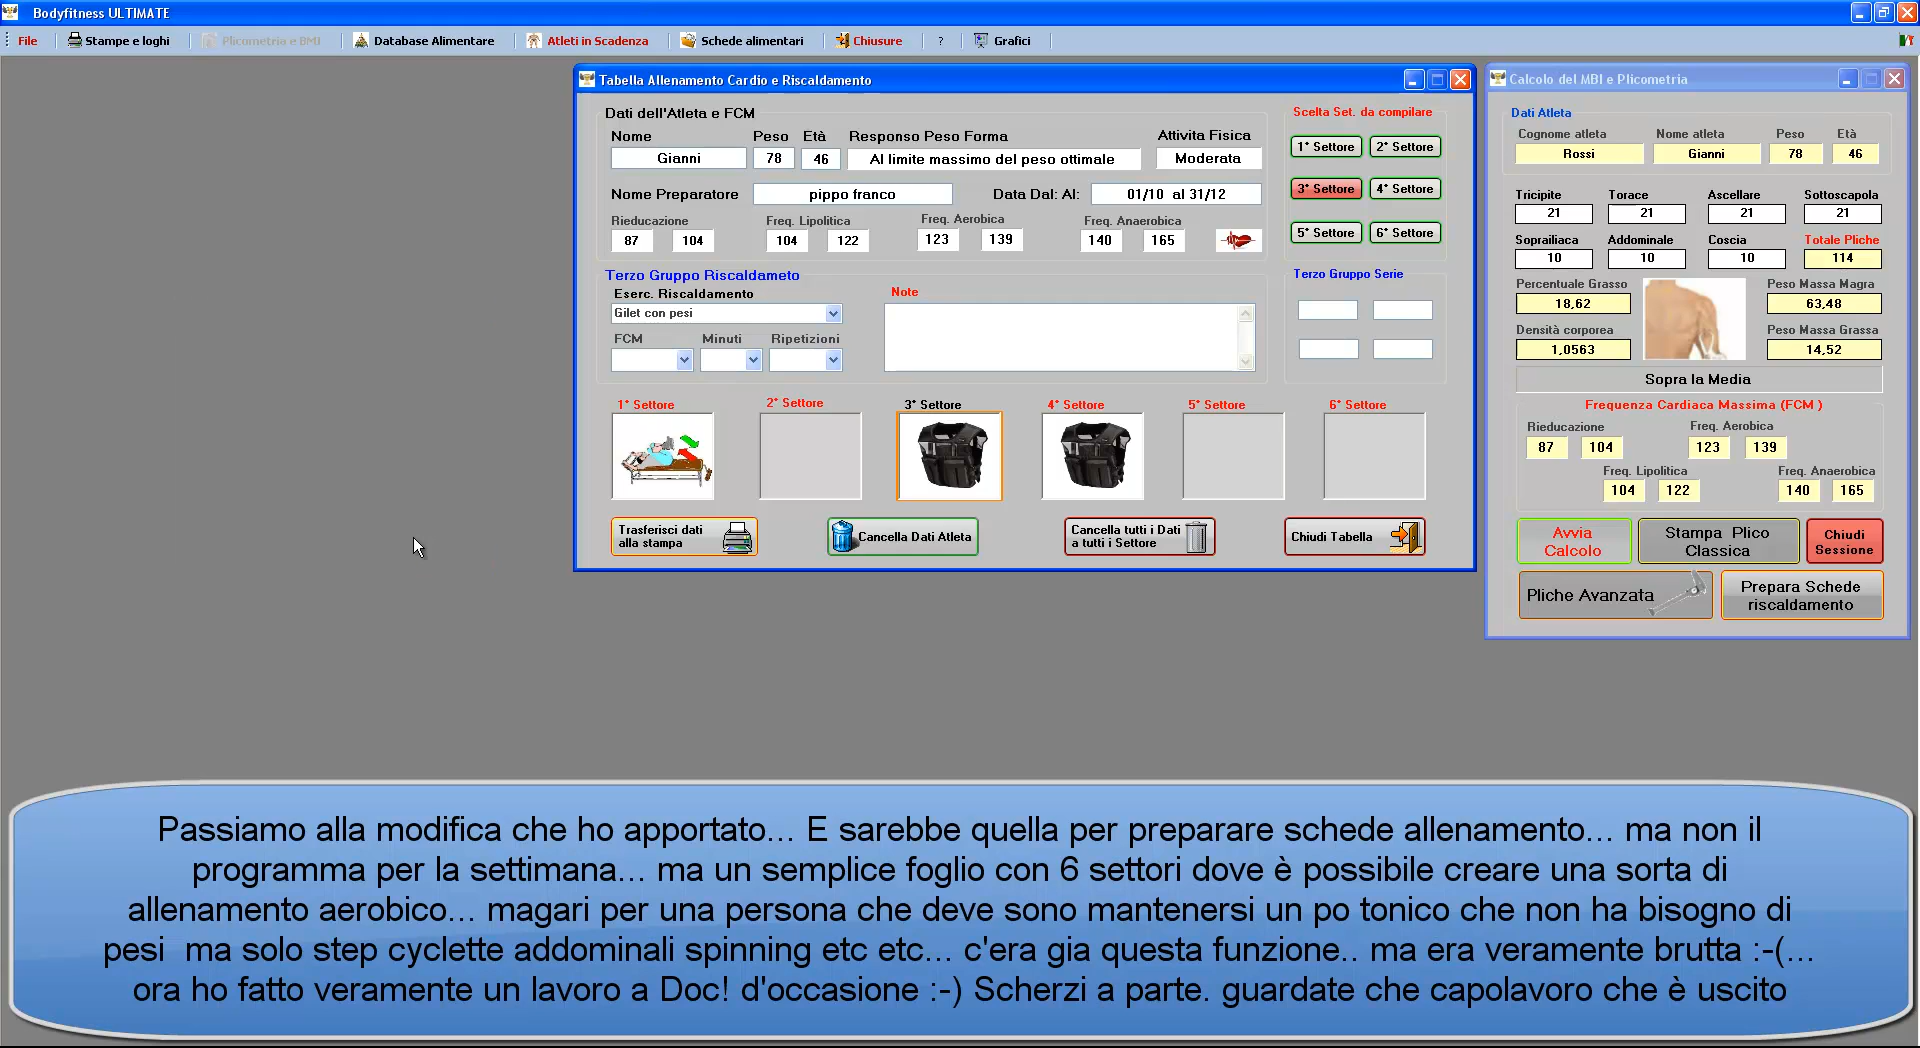 Bodyfitness ULTIMATE
File Stampe e loghi Plicometria e BMI Database Alimentare Atleti in Scadenza Schede alimentari Chiusure ? Grafici
Tabella Allenamento Cardio e Riscaldamento
Dati dell'Atleta e FCM
Nome Peso Età Responso Peso Forma Attivita Fisica
Gianni 78 46 Al limite massimo del peso ottimale Moderata
Nome Preparatore pippo franco Data Dal: Al: 01/10 al 31/12
Rieducazione Freq. Lipolitica Freq. Aerobica Freq. Anaerobica
87 104 104 122 123 139 140 165
Scelta Set. da compilare
1° Settore 2° Settore
3° Settore 4° Settore
5° Settore 6° Settore
Terzo Gruppo Riscaldameto
Eserc. Riscaldamento
Gilet con pesi
FCM Minuti Ripetizioni
Note
Terzo Gruppo Serie
1° Settore 2° Settore 3° Settore 4° Settore 5° Settore 6° Settore
Trasferisci dati
alla stampa
Cancella Dati Atleta
Cancella tutti i Dati
a tutti i Settore
Chiudi Tabella
Calcolo del MBI e Plicometria
Dati Atleta
Cognome atleta Nome atleta Peso Età
Rossi Gianni 78 46
Tricipite Torace Ascellare Sottoscapola
21 21 21 21
Soprailiaca Addominale Coscia Totale Pliche
10 10 10 114
Percentuale Grasso Peso Massa Magra
18,62 63,48
Densità corporea Peso Massa Grassa
1,0563 14,52
Sopra la Media
Frequenza Cardiaca Massima (FCM )
Rieducazione Freq. Aerobica
87 104 123 139
Freq. Lipolitica Freq. Anaerobica
104 122 140 165
Avvia
Calcolo
Stampa Plico
Classica
Chiudi
Sessione
Pliche Avanzata
Prepara Schede
riscaldamento
Passiamo alla modifica che ho apportato... E sarebbe quella per preparare schede allenamento... ma non il
programma per la settimana... ma un semplice foglio con 6 settori dove è possibile creare una sorta di
allenamento aerobico... magari per una persona che deve sono mantenersi un po tonico che non ha bisogno di
pesi ma solo step cyclette addominali spinning etc etc... c'era gia questa funzione.. ma era veramente brutta :-(...
ora ho fatto veramente un lavoro a Doc! d'occasione :-) Scherzi a parte. guardate che capolavoro che è uscito